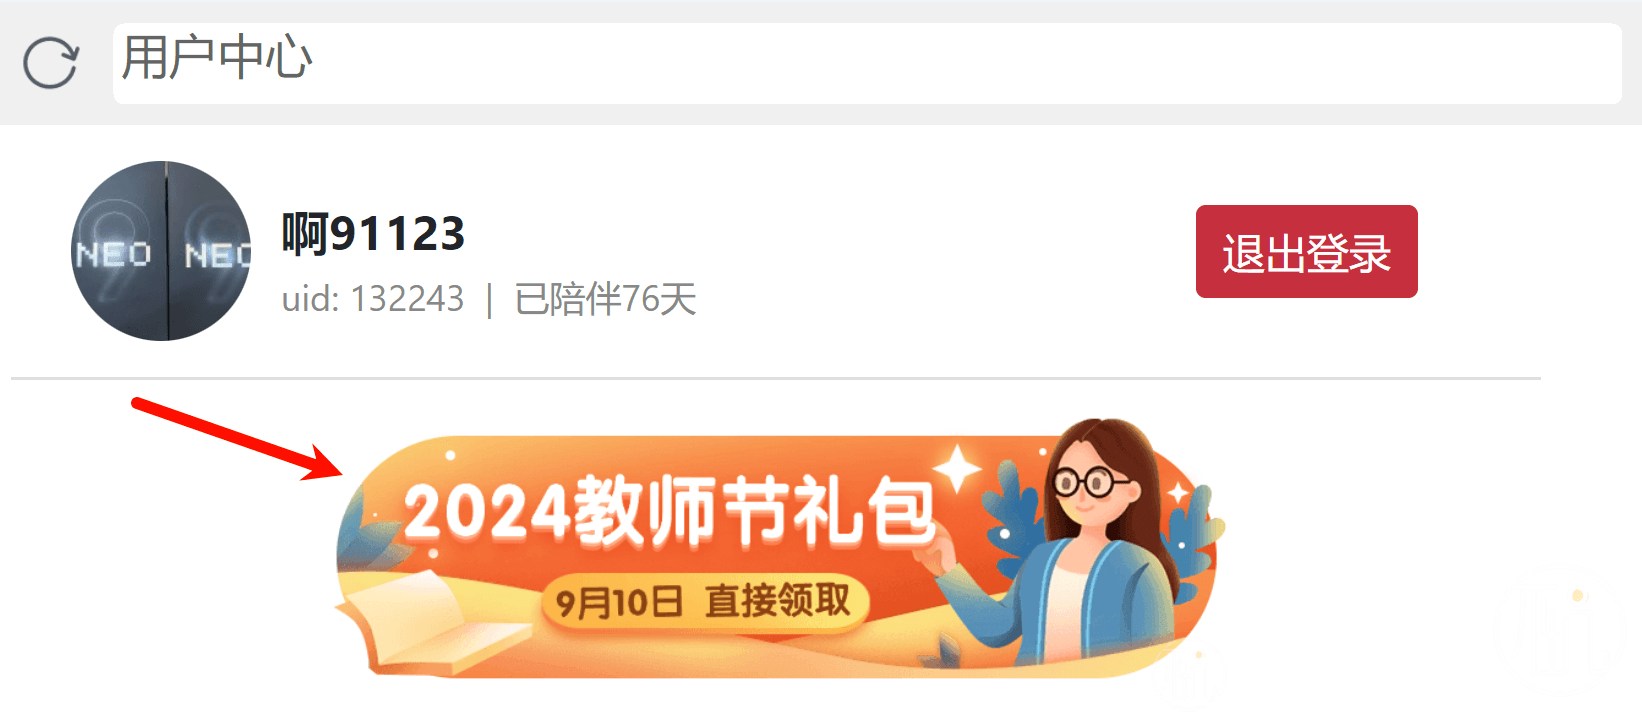 用户中心
NEO NEO
啊91123
uid: 132243 | 已陪伴76天
退出登录
2024教师节礼包
9月10日 直接领取